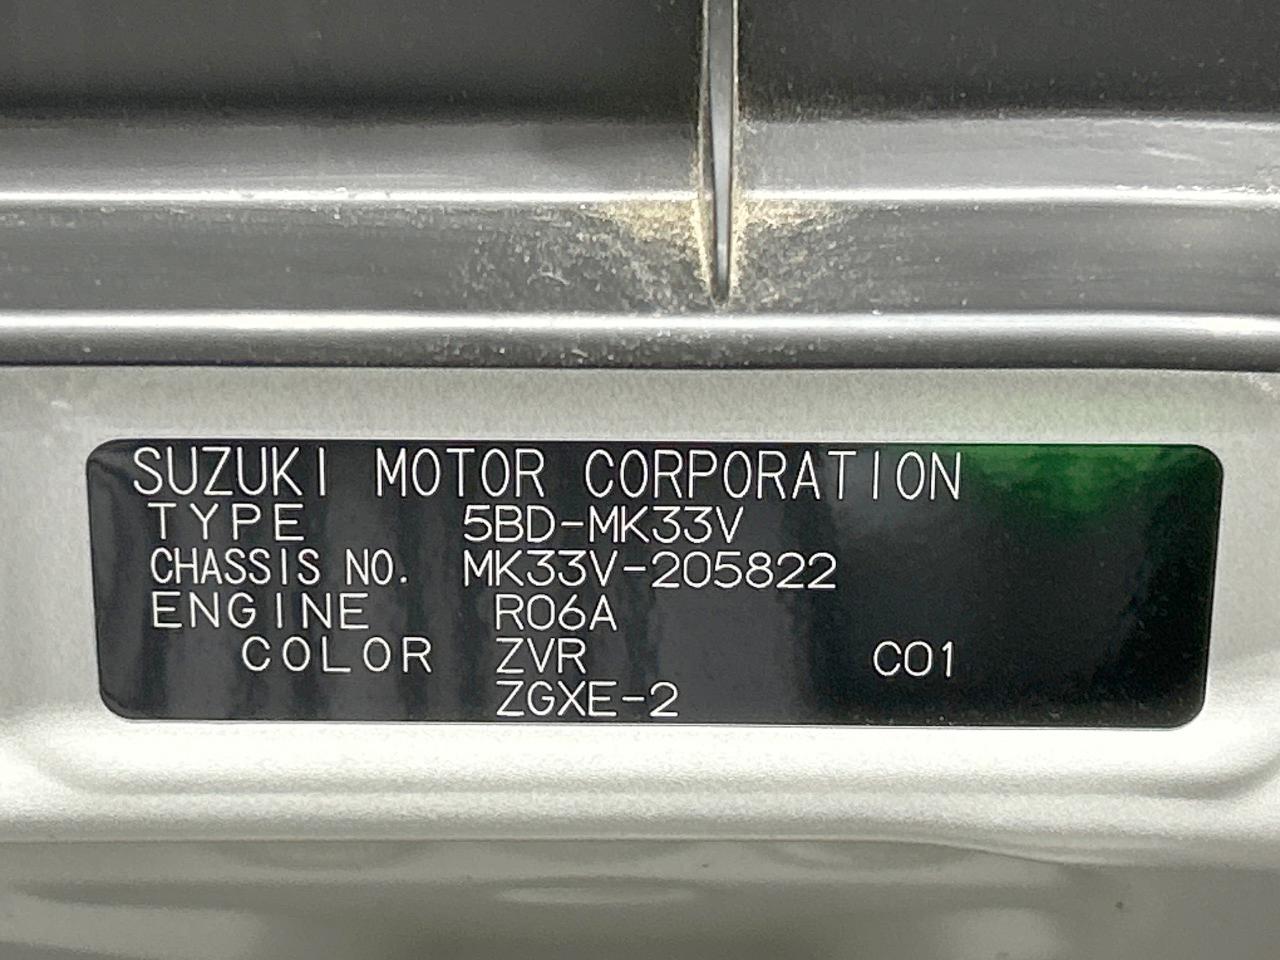 SUZUKI MOTOR CORPORATION
TYPE 5BD-MK33V
CHASSIS NO. MK33V-205822
ENGINE R06A
COLOR ZVR C01
ZGXE-2